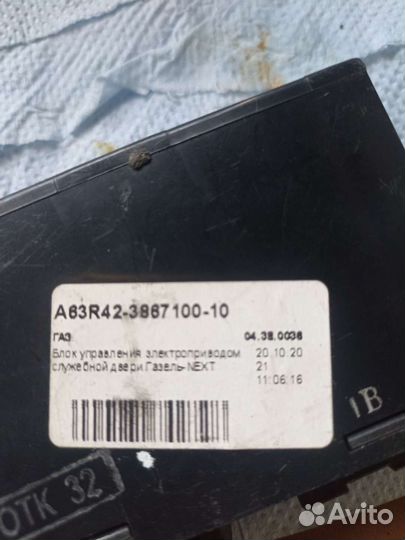 A63R42-3867100-10
ГАЗ 04.38.0036
Блок управления электроприводом 20.10.20
служебной двери Газель-NEXT 21
11:06:16
IB
ОТК 32
Avito